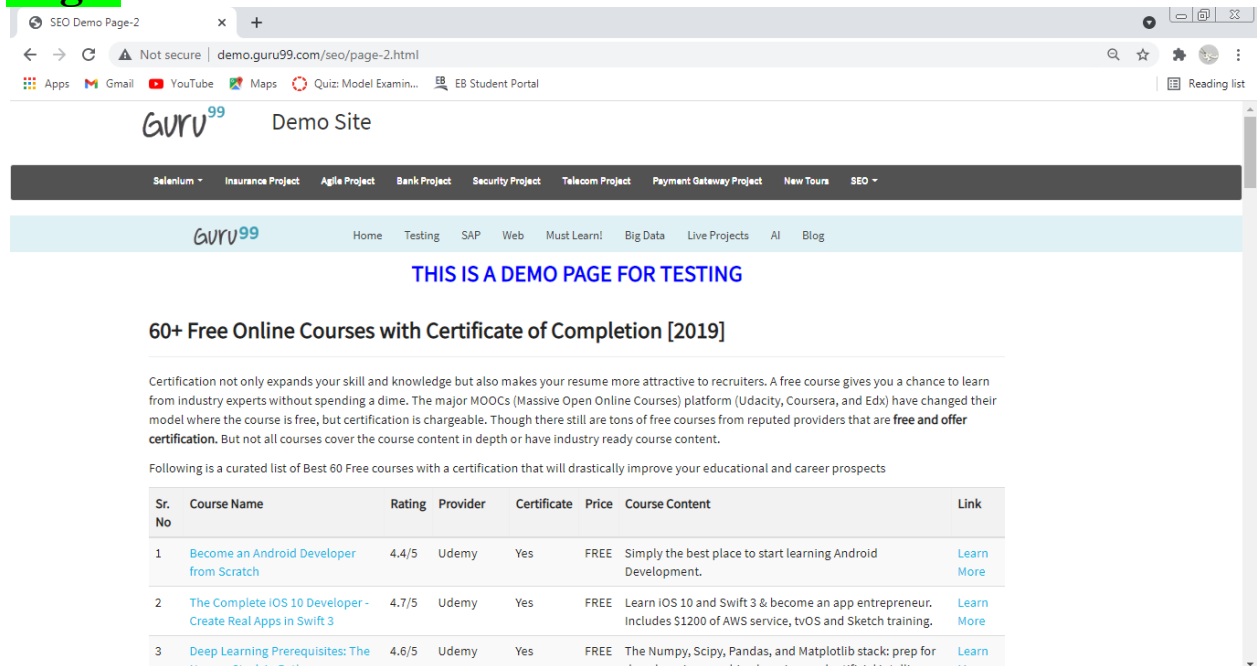 SEO Demo Page-2
Not secure | demo.guru99.com/seo/page-2.html
Apps Gmail YouTube Maps Quiz: Model Examin... EB EB Student Portal Reading list
Guru99 Demo Site
Selenium Insurance Project Agile Project Bank Project Security Project Telecom Project Payment Gateway Project New Tours SEO
Guru99 Home Testing SAP Web Must Learn! Big Data Live Projects AI Blog
THIS IS A DEMO PAGE FOR TESTING
60+ Free Online Courses with Certificate of Completion [2019]
Certification not only expands your skill and knowledge but also makes your resume more attractive to recruiters. A free course gives you a chance to learn
from industry experts without spending a dime. The major MOOCs (Massive Open Online Courses) platform (Udacity, Coursera, and Edx) have changed their
model where the course is free, but certification is chargeable. Though there still are tons of free courses from reputed providers that are free and offer
certification. But not all courses cover the course content in depth or have industry ready course content.
Following is a curated list of Best 60 Free courses with a certification that will drastically improve your educational and career prospects
Sr. Course Name Rating Provider Certificate Price Course Content Link
No
1 Become an Android Developer 4.4/5 Udemy Yes FREE Simply the best place to start learning Android Learn
from Scratch Development. More
2 The Complete iOS 10 Developer - 4.7/5 Udemy Yes FREE Learn iOS 10 and Swift 3 & become an app entrepreneur. Learn
Create Real Apps in Swift 3 Includes $1200 of AWS service, tvOS and Sketch training. More
3 Deep Learning Prerequisites: The 4.6/5 Udemy Yes FREE The Numpy, Scipy, Pandas, and Matplotlib stack: prep for Learn